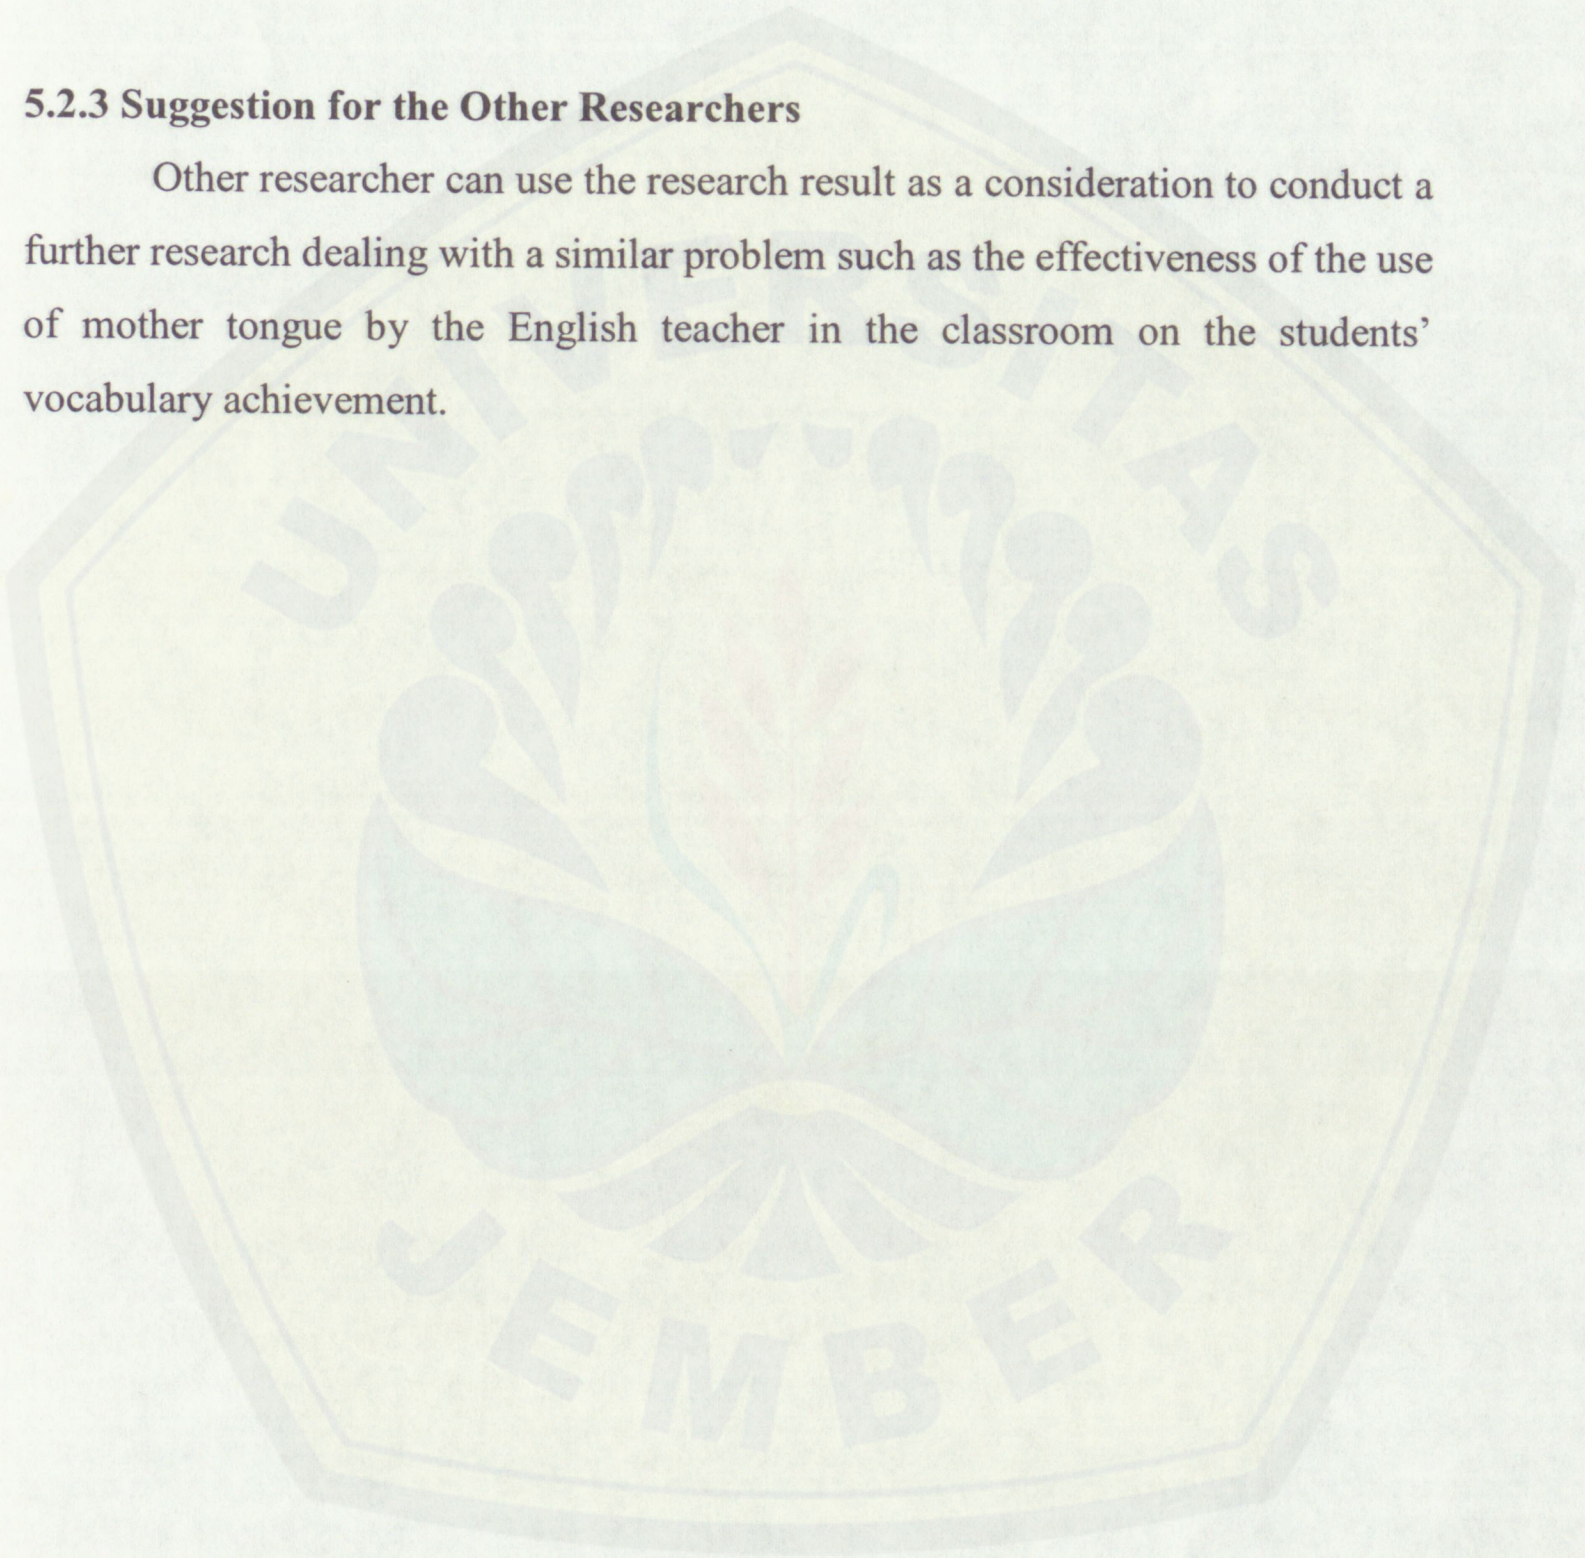 5.2.3 Suggestion for the Other Researchers
Other researcher can use the research result as a consideration to conduct a
further research dealing with a similar problem such as the effectiveness of the use
of mother tongue by the English teacher in the classroom on the students’
vocabulary achievement.
UNIVERSITAS
JEMBER